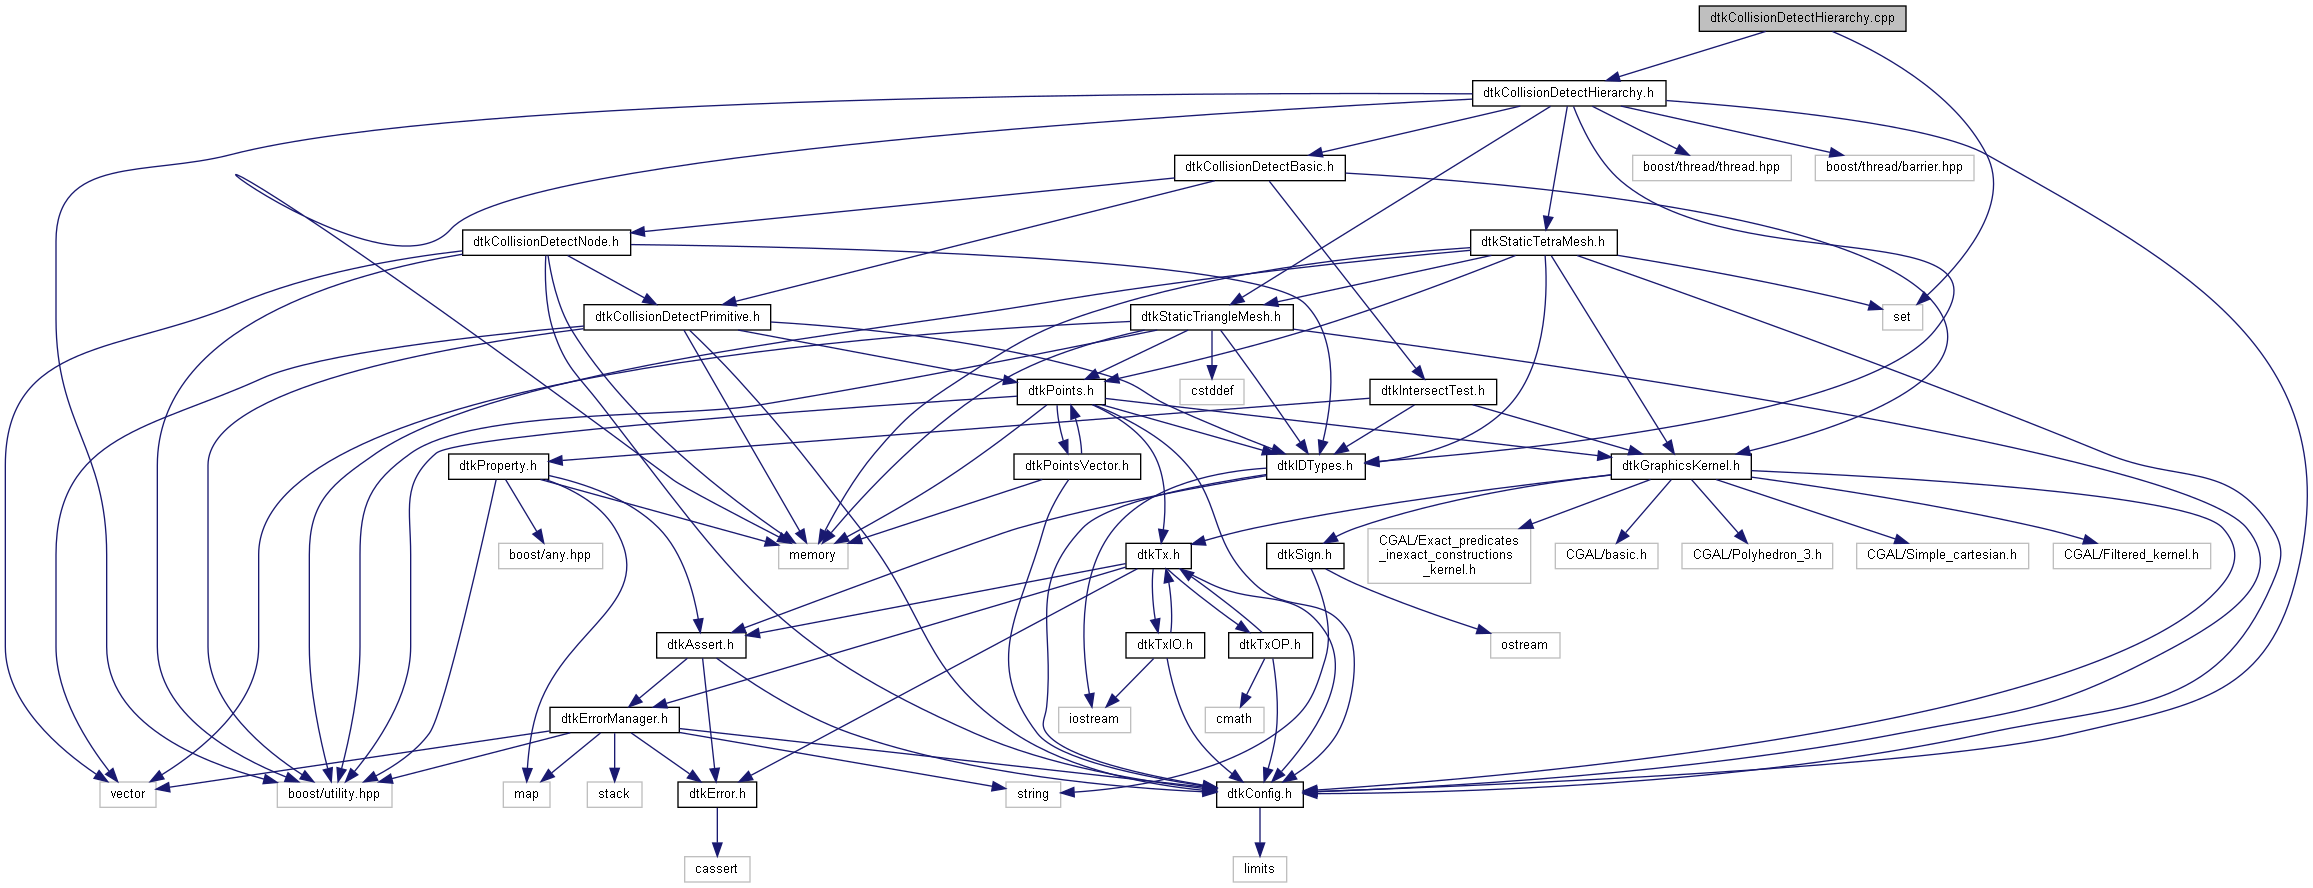 dtkCollisionDetectHierarchy.cpp
dtkCollisionDetectHierarchy.h
dtkCollisionDetectBasic.h
boost/thread/thread.hpp
boost/thread/barrier.hpp
dtkCollisionDetectNode.h
dtkStaticTetraMesh.h
dtkCollisionDetectPrimitive.h
dtkStaticTriangleMesh.h
set
dtkPoints.h
cstddef
dtkIntersectTest.h
dtkProperty.h
dtkPointsVector.h
dtkIDTypes.h
dtkGraphicsKernel.h
boost/any.hpp
memory
dtkTx.h
dtkSign.h
CGAL/Exact_predicates
_inexact_constructions
_kernel.h
CGAL/basic.h
CGAL/Polyhedron_3.h
CGAL/Simple_cartesian.h
CGAL/Filtered_kernel.h
dtkAssert.h
dtkTxIO.h
dtkTxOP.h
ostream
dtkErrorManager.h
iostream
cmath
vector
boost/utility.hpp
map
stack
dtkError.h
string
dtkConfig.h
cassert
limits